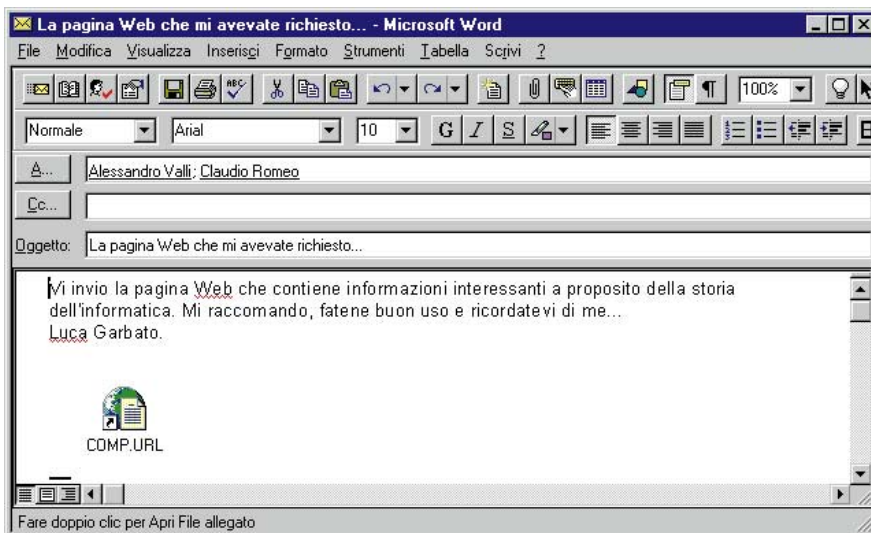 La pagina Web che mi avevate richiesto... - Microsoft Word
File Modifica Visualizza Inserisci Formato Strumenti Tabella Scrivi ?
ABC 100%
Normale Arial 10 G I S
A... Alessandro Valli; Claudio Romeo
Cc...
Oggetto: La pagina Web che mi avevate richiesto...
Vi invio la pagina Web che contiene informazioni interessanti a proposito della storia
dell'informatica. Mi raccomando, fatene buon uso e ricordatevi di me...
Luca Garbato.
COMP.URL
Fare doppio clic per Apri File allegato